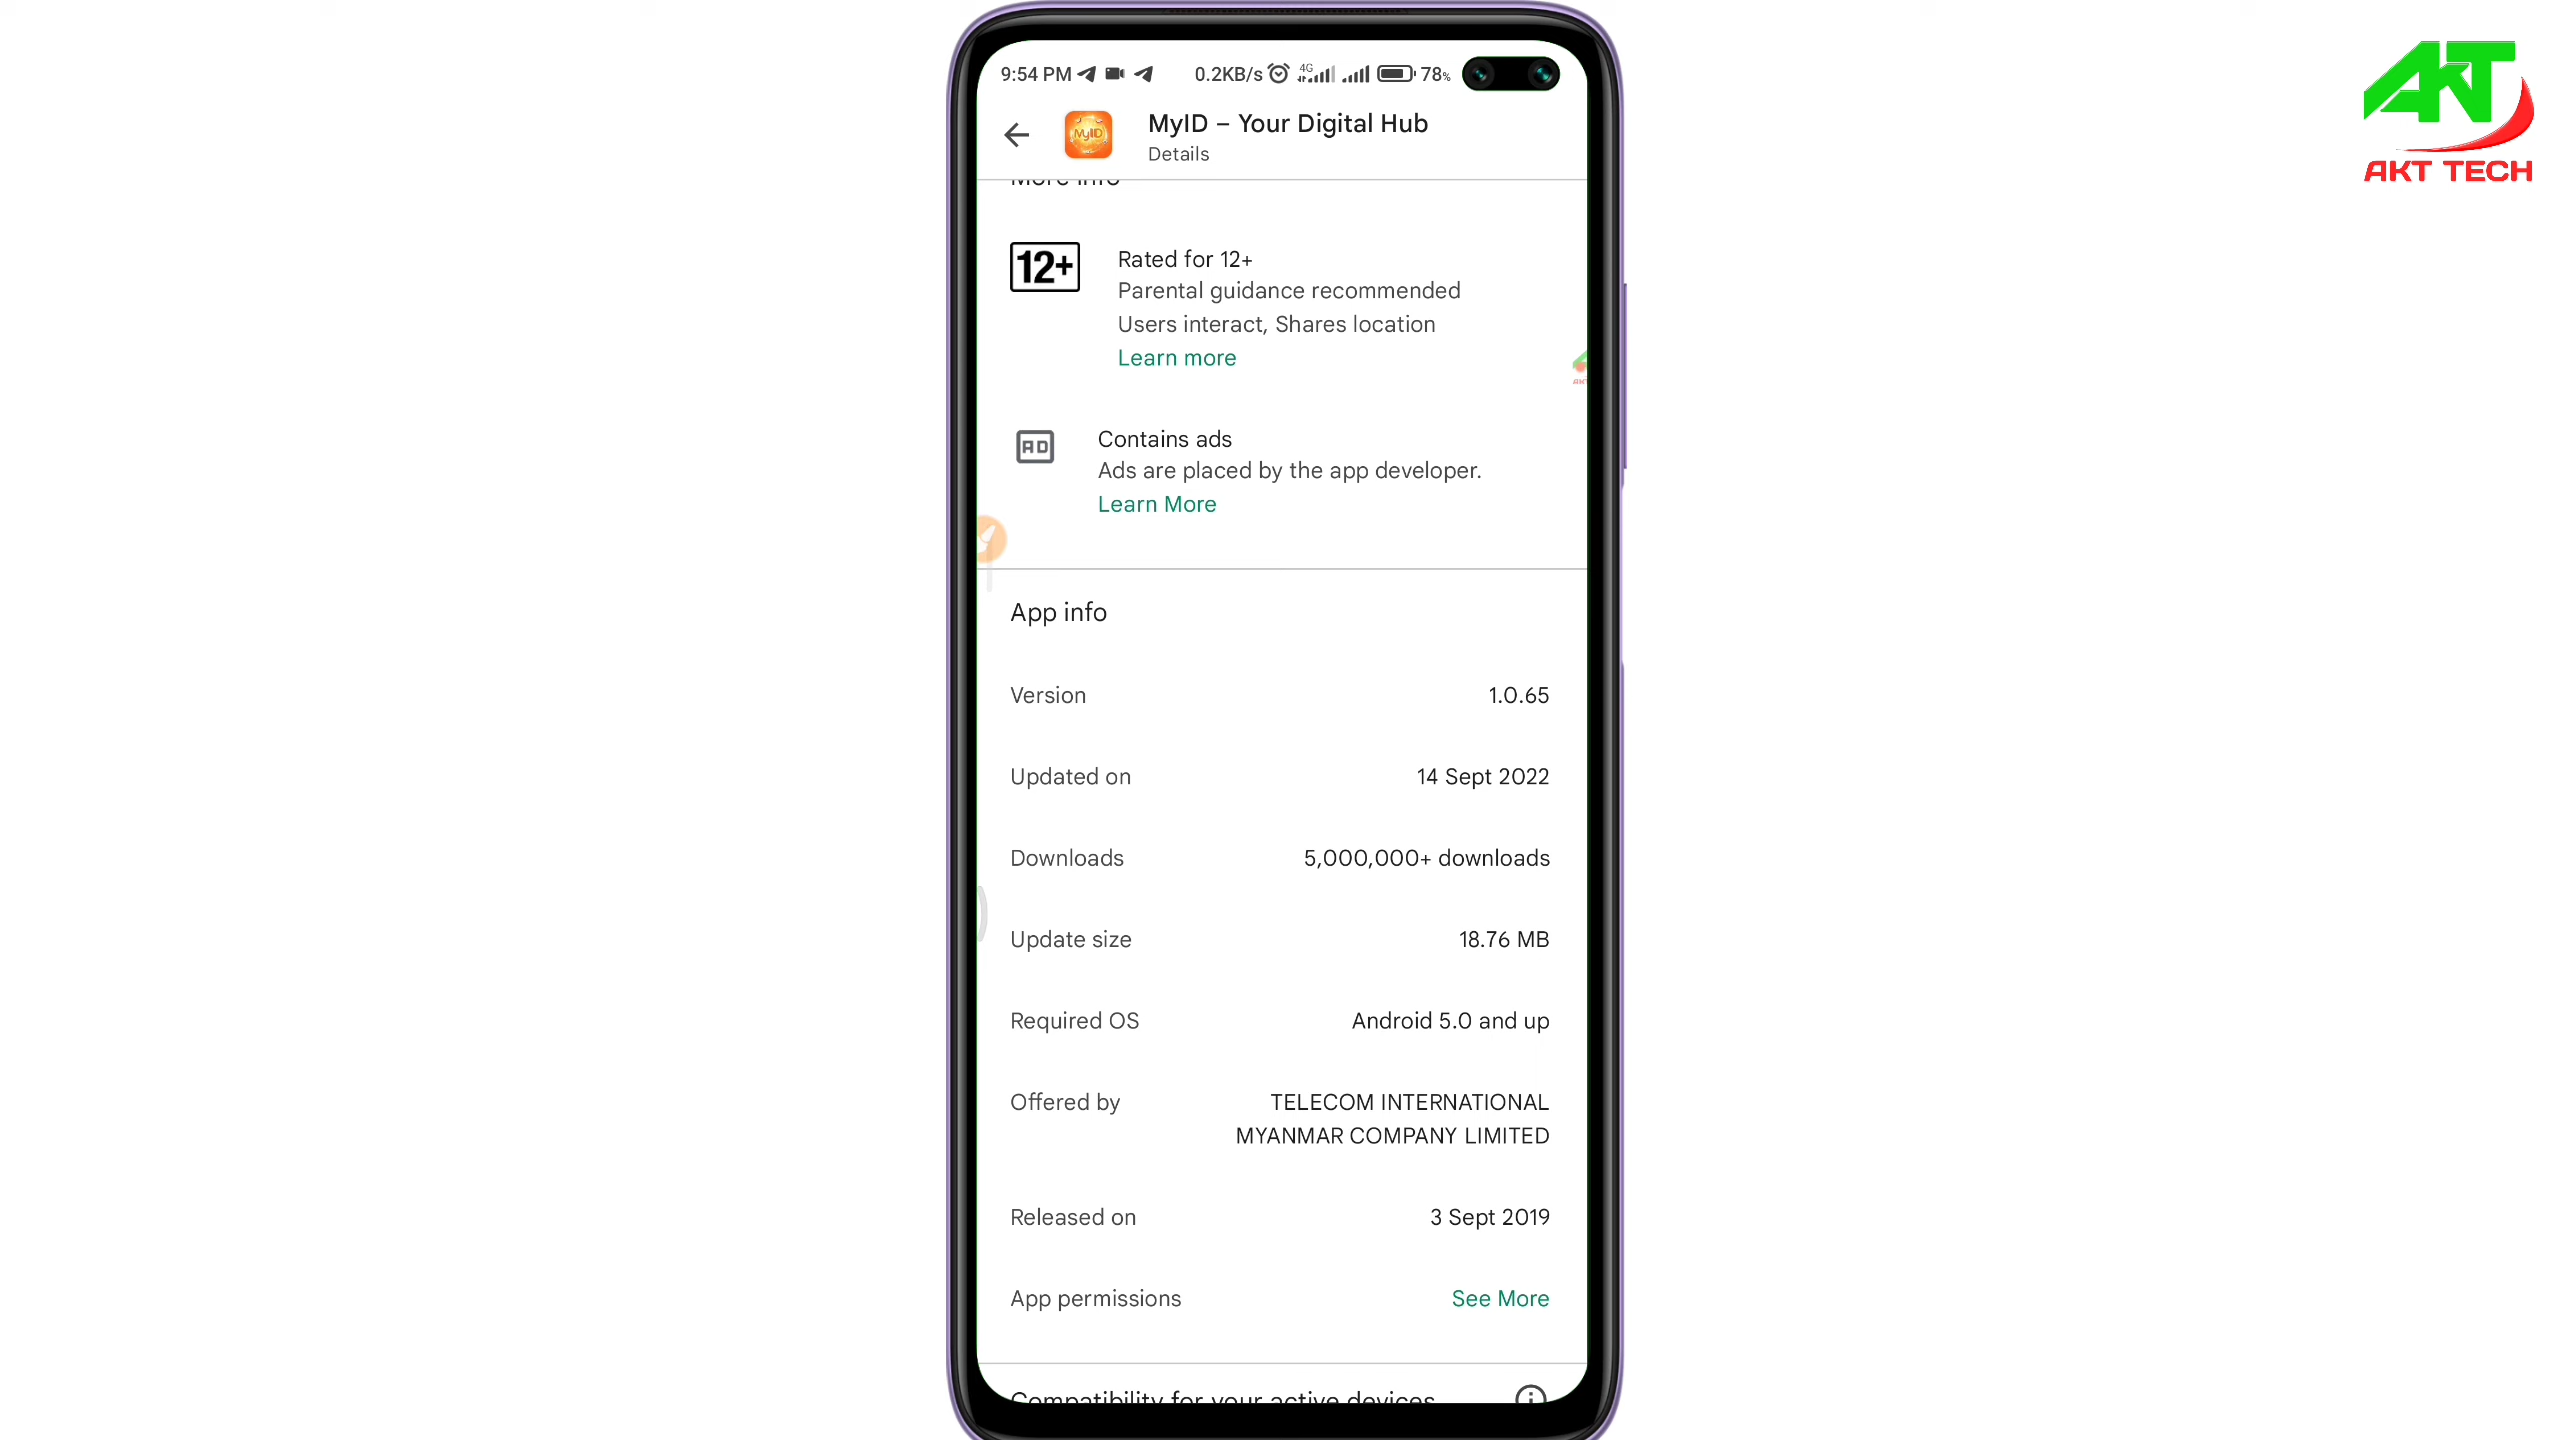 9:54 PM 0.2KB/s 4G 78%
AKT
AKT TECH
MyID
MyID – Your Digital Hub
Details
More info
12+
Rated for 12+
Parental guidance recommended
Users interact, Shares location
Learn more
AD
Contains ads
Ads are placed by the app developer.
Learn More
App info
Version 1.0.65
Updated on 14 Sept 2022
Downloads 5,000,000+ downloads
Update size 18.76 MB
Required OS Android 5.0 and up
Offered by TELECOM INTERNATIONAL
MYANMAR COMPANY LIMITED
Released on 3 Sept 2019
App permissions See More
Compatibility for your active devices